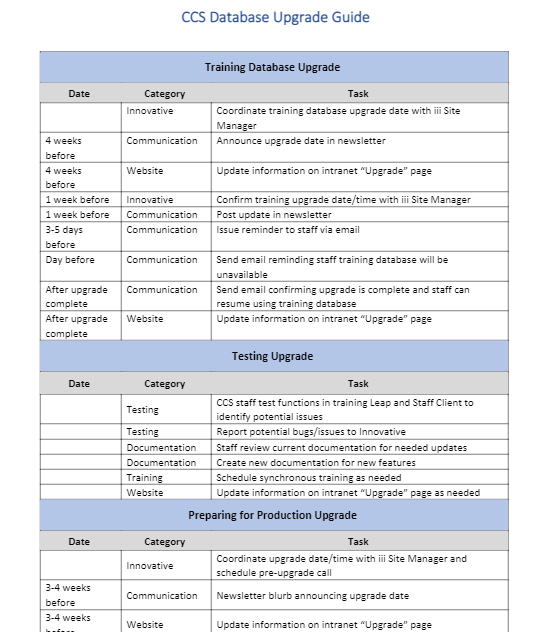 CCS Database Upgrade Guide
Training Database Upgrade
Date Category Task
Innovative Coordinate training database upgrade date with iii Site
Manager
4 weeks Communication Announce upgrade date in newsletter
before
4 weeks Website Update information on intranet “Upgrade” page
before
1 week before Innovative Confirm training upgrade date/time with iii Site Manager
1 week before Communication Post update in newsletter
3-5 days Communication Issue reminder to staff via email
before
Day before Communication Send email reminding staff training database will be
unavailable
After upgrade Communication Send email confirming upgrade is complete and staff can
complete resume using training database
After upgrade Website Update information on intranet “Upgrade” page
complete
Testing Upgrade
Date Category Task
Testing CCS staff test functions in training Leap and Staff Client to
identify potential issues
Testing Report potential bugs/issues to Innovative
Documentation Staff review current documentation for needed updates
Documentation Create new documentation for new features
Training Schedule synchronous training as needed
Website Update information on intranet “Upgrade” page as needed
Preparing for Production Upgrade
Date Category Task
Innovative Coordinate upgrade date/time with iii Site Manager and
schedule pre-upgrade call
3-4 weeks Communication Newsletter blurb announcing upgrade date
before
3-4 weeks Website Update information on intranet “Upgrade” page